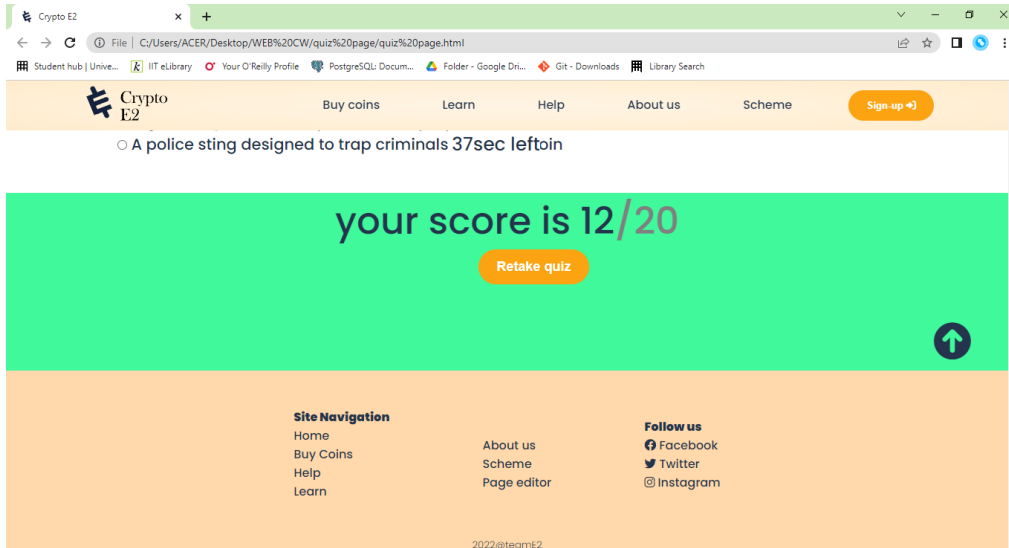 Crypto E2
File | C:/Users/ACER/Desktop/WEB%20CW/quiz%20page/quiz%20page.html
Student hub | Unive... IIT eLibrary Your O'Reilly Profile PostgreSQL: Docum... Folder - Google Dri... Git - Downloads Library Search
Crypto
E2
Buy coins Learn Help About us Scheme Sign-up
A police sting designed to trap criminals 37sec leftoin
your score is 12/20
Retake quiz
Site Navigation
Home
Buy Coins
Help
Learn
About us
Scheme
Page editor
Follow us
Facebook
Twitter
Instagram
2022@teamE2